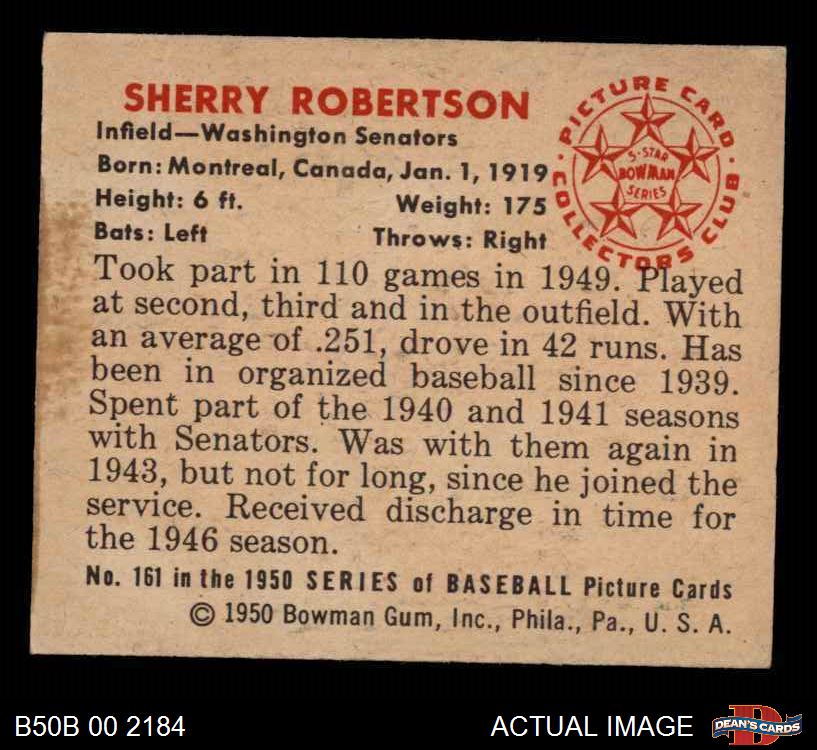 SHERRY ROBERTSON
Infield—Washington Senators
Born: Montreal, Canada, Jan. 1, 1919
Height: 6 ft. Weight: 175
Bats: Left Throws: Right
PICTURE CARD
COLLECTORS CLUB
5-STAR
BOWMAN
SERIES
Took part in 110 games in 1949. Played
at second, third and in the outfield. With
an average of .251, drove in 42 runs. Has
been in organized baseball since 1939.
Spent part of the 1940 and 1941 seasons
with Senators. Was with them again in
1943, but not for long, since he joined the
service. Received discharge in time for
the 1946 season.
No. 161 in the 1950 SERIES of BASEBALL Picture Cards
© 1950 Bowman Gum, Inc., Phila., Pa., U. S. A.
B50B 00 2184 ACTUAL IMAGE
D
DEAN'S CARDS